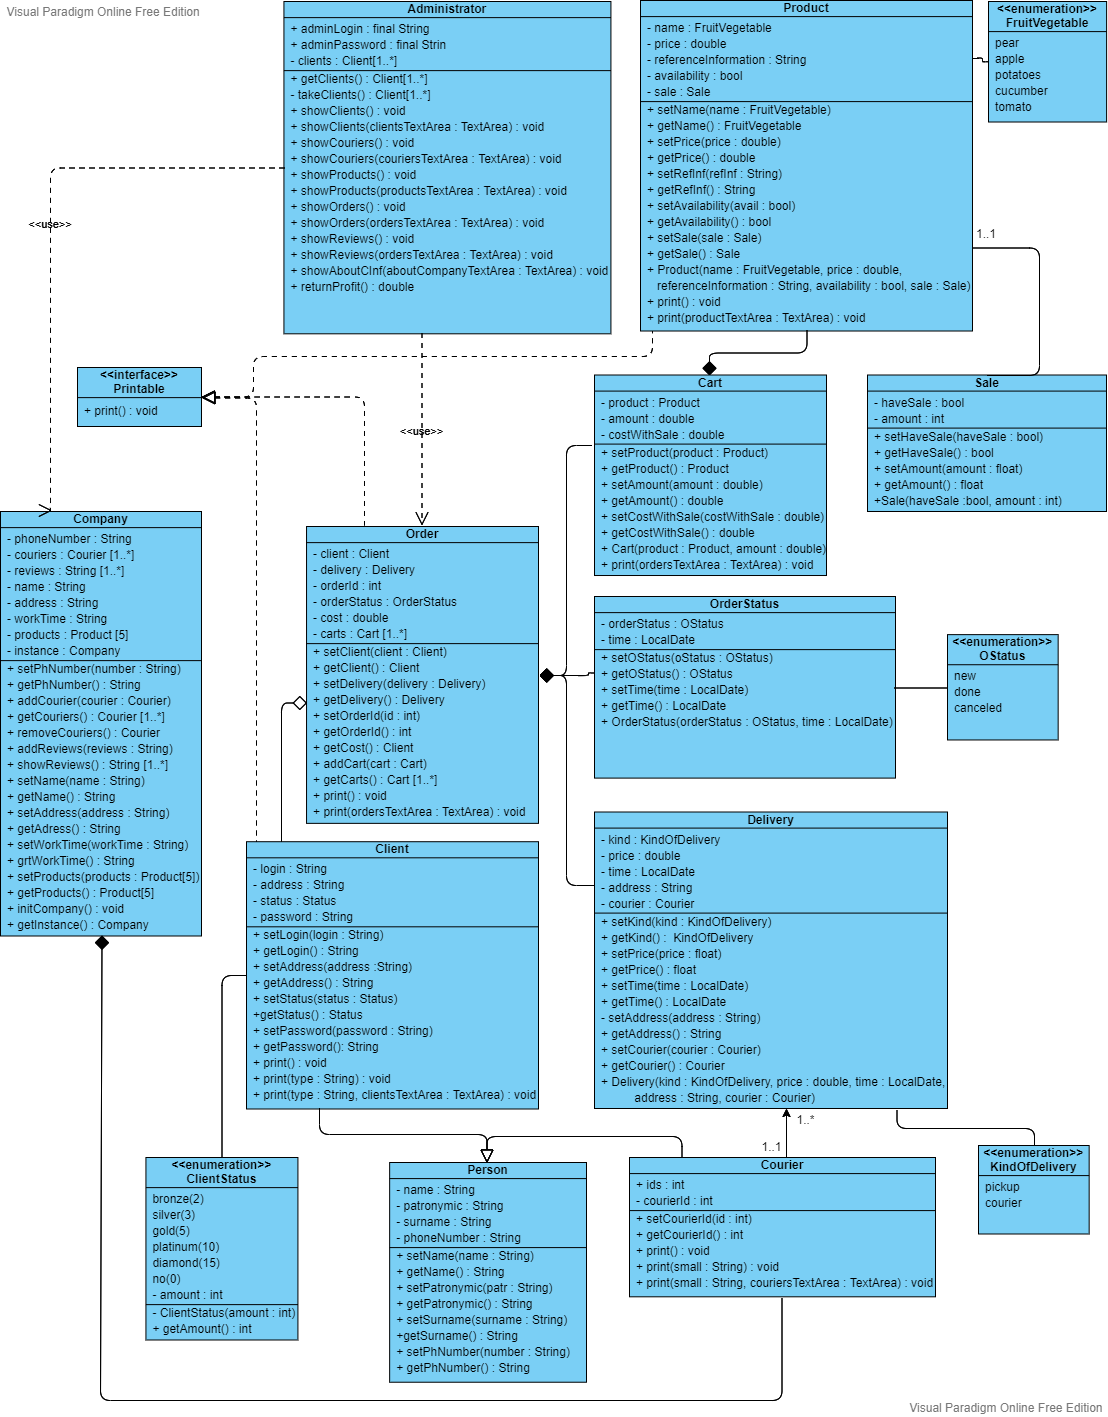 Visual Paradigm Online Free Edition
Administrator
+ adminLogin : final String
+ adminPassword : final Strin
- clients : Client[1..*]
+ getClients() : Client[1..*]
- takeClients() : Client[1..*]
+ showClients() : void
+ showClients(clientsTextArea : TextArea) : void
+ showCouriers() : void
+ showCouriers(couriersTextArea : TextArea) : void
+ showProducts() : void
+ showProducts(productsTextArea : TextArea) : void
+ showOrders() : void
+ showOrders(ordersTextArea : TextArea) : void
+ showReviews() : void
+ showReviews(ordersTextArea : TextArea) : void
+ showAboutCInf(aboutCompanyTextArea : TextArea) : void
+ returnProfit() : double
Product
- name : FruitVegetable
- price : double
- referenceInformation : String
- availability : bool
- sale : Sale
+ setName(name : FruitVegetable)
+ getName() : FruitVegetable
+ setPrice(price : double)
+ getPrice() : double
+ setRefInf(refInf : String)
+ getRefInf() : String
+ setAvailability(avail : bool)
+ getAvailability() : bool
+ setSale(sale : Sale)
+ getSale() : Sale
+ Product(name : FruitVegetable, price : double,
referenceInformation : String, availability : bool, sale : Sale)
+ print() : void
+ print(productTextArea : TextArea) : void
<<enumeration>>
FruitVegetable
pear
apple
potatoes
cucumber
tomato
<<use>>
1..1
<<interface>>
Printable
+ print() : void
<<use>>
Cart
- product : Product
- amount : double
- costWithSale : double
+ setProduct(product : Product)
+ getProduct() : Product
+ setAmount(amount : double)
+ getAmount() : double
+ setCostWithSale(costWithSale : double)
+ getCostWithSale() : double
+ Cart(product : Product, amount : double)
+ print(ordersTextArea : TextArea) : void
Sale
- haveSale : bool
- amount : int
+ setHaveSale(haveSale : bool)
+ getHaveSale() : bool
+ setAmount(amount : float)
+ getAmount() : float
+Sale(haveSale :bool, amount : int)
Company
- phoneNumber : String
- couriers : Courier [1..*]
- reviews : String [1..*]
- name : String
- address : String
- workTime : String
- products : Product [5]
- instance : Company
+ setPhNumber(number : String)
+ getPhNumber() : String
+ addCourier(courier : Courier)
+ getCouriers() : Courier [1..*]
+ removeCouriers() : Courier
+ addReviews(reviews : String)
+ showReviews() : String [1..*]
+ setName(name : String)
+ getName() : String
+ setAddress(address : String)
+ getAdress() : String
+ setWorkTime(workTime : String)
+ grtWorkTime() : String
+ setProducts(products : Product[5])
+ getProducts() : Product[5]
+ initCompany() : void
+ getInstance() : Company
Order
- client : Client
- delivery : Delivery
- orderId : int
- orderStatus : OrderStatus
- cost : double
- carts : Cart [1..*]
+ setClient(client : Client)
+ getClient() : Client
+ setDelivery(delivery : Delivery)
+ getDelivery() : Delivery
+ setOrderId(id : int)
+ getOrderId() : int
+ getCost() : Client
+ addCart(cart : Cart)
+ getCarts() : Cart [1..*]
+ print() : void
+ print(ordersTextArea : TextArea) : void
OrderStatus
- orderStatus : OStatus
- time : LocalDate
+ setOStatus(oStatus : OStatus)
+ getOStatus() : OStatus
+ setTime(time : LocalDate)
+ getTime() : LocalDate
+ OrderStatus(orderStatus : OStatus, time : LocalDate)
<<enumeration>>
OStatus
new
done
canceled
Delivery
- kind : KindOfDelivery
- price : double
- time : LocalDate
- address : String
- courier : Courier
+ setKind(kind : KindOfDelivery)
+ getKind() : KindOfDelivery
+ setPrice(price : float)
+ getPrice() : float
+ setTime(time : LocalDate)
+ getTime() : LocalDate
- setAddress(address : String)
+ getAddress() : String
+ setCourier(courier : Courier)
+ getCourier() : Courier
+ Delivery(kind : KindOfDelivery, price : double, time : LocalDate,
address : String, courier : Courier)
Client
- login : String
- address : String
- status : Status
- password : String
+ setLogin(login : String)
+ getLogin() : String
+ setAddress(address :String)
+ getAddress() : String
+ setStatus(status : Status)
+getStatus() : Status
+ setPassword(password : String)
+ getPassword(): String
+ print() : void
+ print(type : String) : void
+ print(type : String, clientsTextArea : TextArea) : void
1..*
1..1
<<enumeration>>
ClientStatus
bronze(2)
silver(3)
gold(5)
platinum(10)
diamond(15)
no(0)
- amount : int
- ClientStatus(amount : int)
+ getAmount() : int
Person
- name : String
- patronymic : String
- surname : String
- phoneNumber : String
+ setName(name : String)
+ getName() : String
+ setPatronymic(patr : String)
+ getPatronymic() : String
+ setSurname(surname : String)
+getSurname() : String
+ setPhNumber(number : String)
+ getPhNumber() : String
Courier
+ ids : int
- courierId : int
+ setCourierId(id : int)
+ getCourierId() : int
+ print() : void
+ print(small : String) : void
+ print(small : String, couriersTextArea : TextArea) : void
<<enumeration>>
KindOfDelivery
pickup
courier
Visual Paradigm Online Free Edition